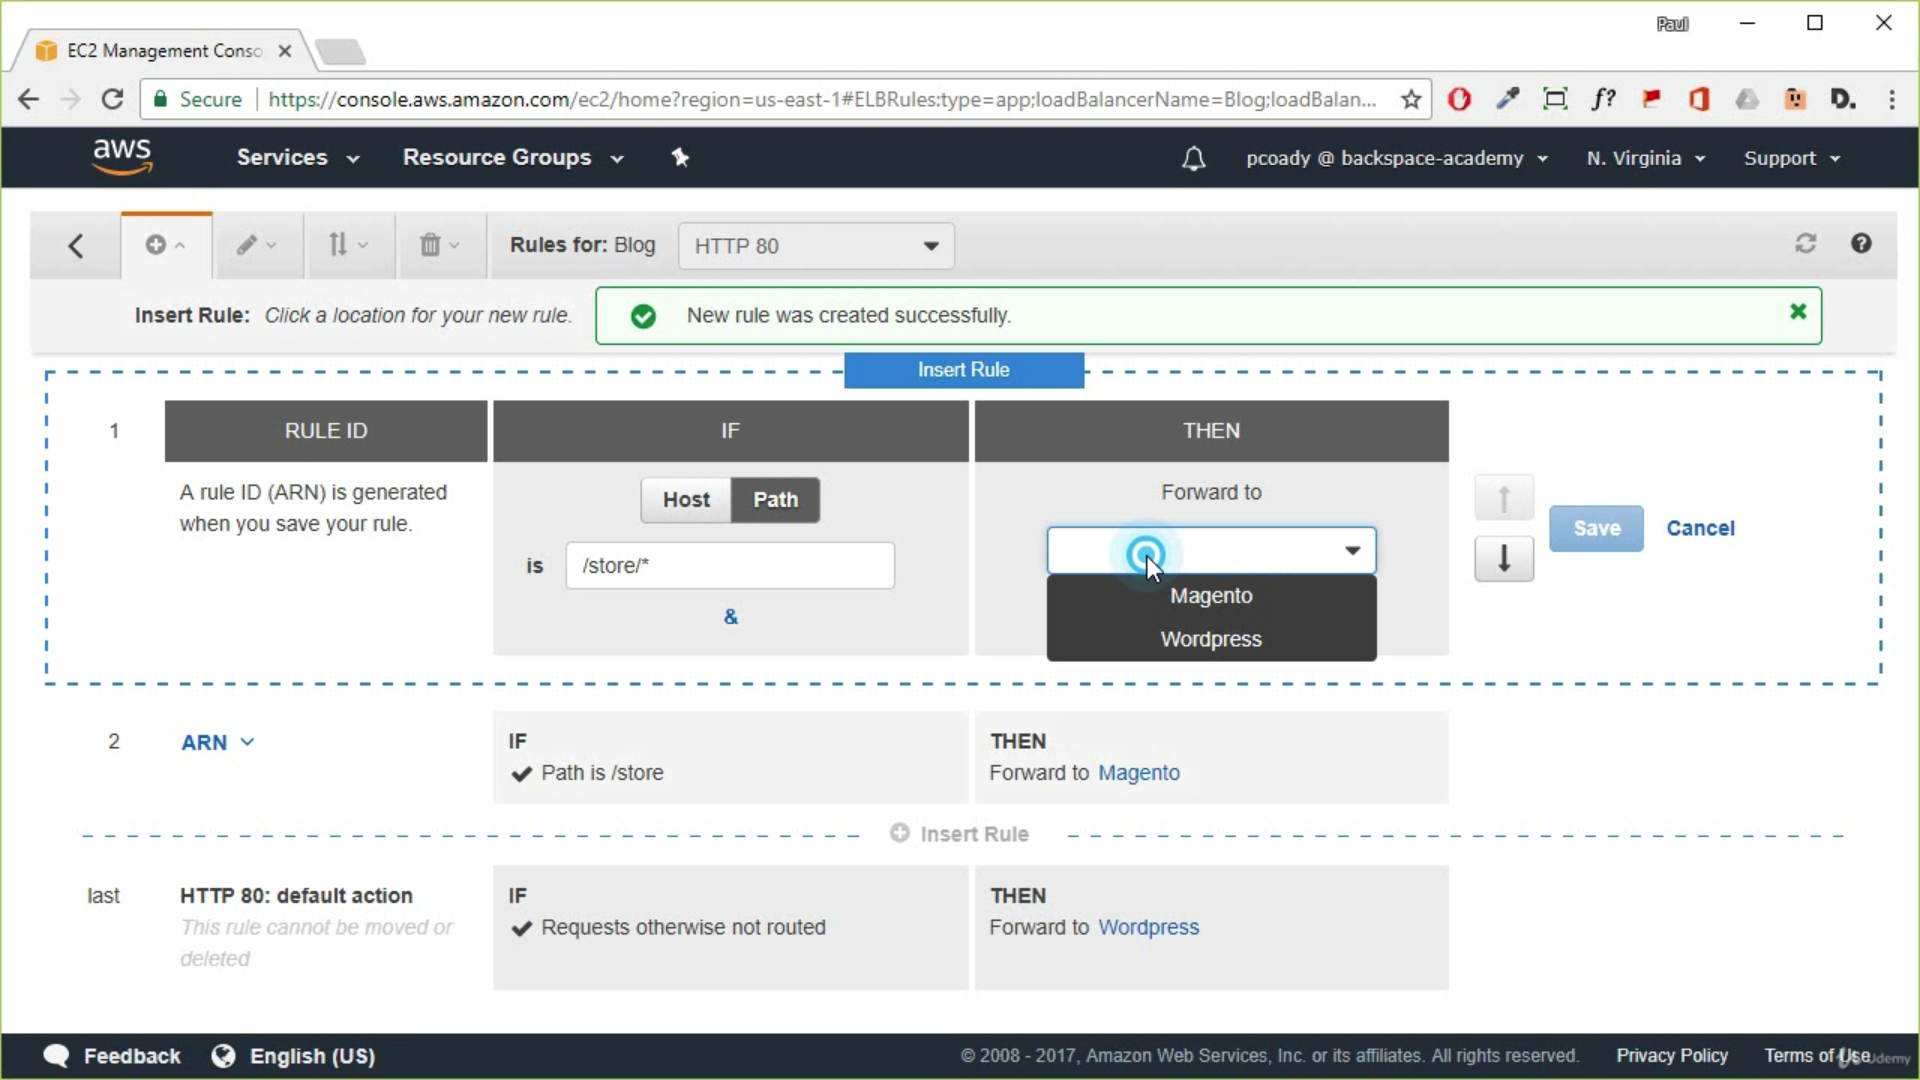 Paul
EC2 Management Conso
Secure
https://console.aws.amazon.com/ec2/home?region=us-east-1#ELBRules:type=app;loadBalancerName=Blog;loadBalan...
f?
D.
aws
Services
Resource Groups
pcoady @ backspace-academy
N. Virginia
Support
Rules for: Blog
HTTP 80
Insert Rule: Click a location for your new rule.
New rule was created successfully.
Insert Rule
1
RULE ID
IF
THEN
A rule ID (ARN) is generated
when you save your rule.
Host
Path
Forward to
is
/store/*
&
Magento
Wordpress
Save
Cancel
2
ARN
IF
Path is /store
THEN
Forward to Magento
Insert Rule
last
HTTP 80: default action
This rule cannot be moved or
deleted
IF
Requests otherwise not routed
THEN
Forward to Wordpress
Feedback
English (US)
© 2008 - 2017, Amazon Web Services, Inc. or its affiliates. All rights reserved.
Privacy Policy
Terms of Use
Udemy